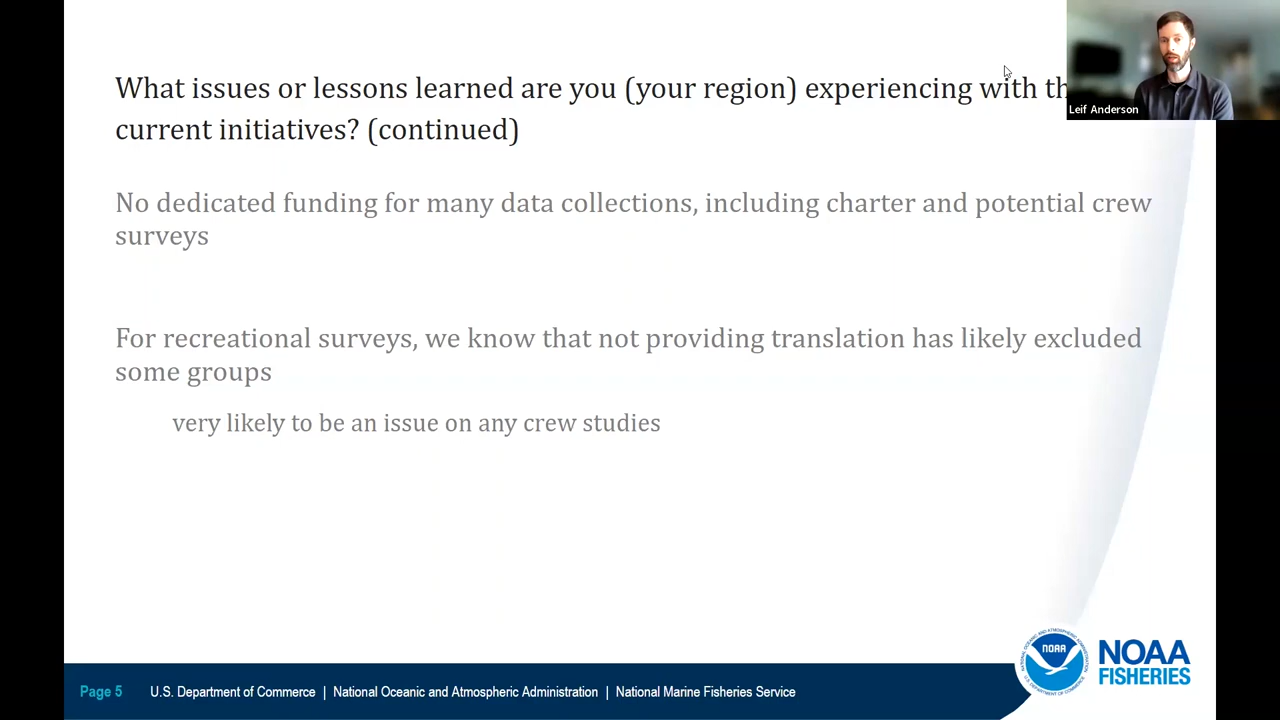 What issues or lessons learned are you (your region) experiencing with th
current initiatives? (continued)
Leif Anderson
No dedicated funding for many data collections, including charter and potential crew
surveys
For recreational surveys, we know that not providing translation has likely excluded
some groups
very likely to be an issue on any crew studies
NOAA
NOAA
FISHERIES
Page 5 U.S. Department of Commerce | National Oceanic and Atmospheric Administration | National Marine Fisheries Service